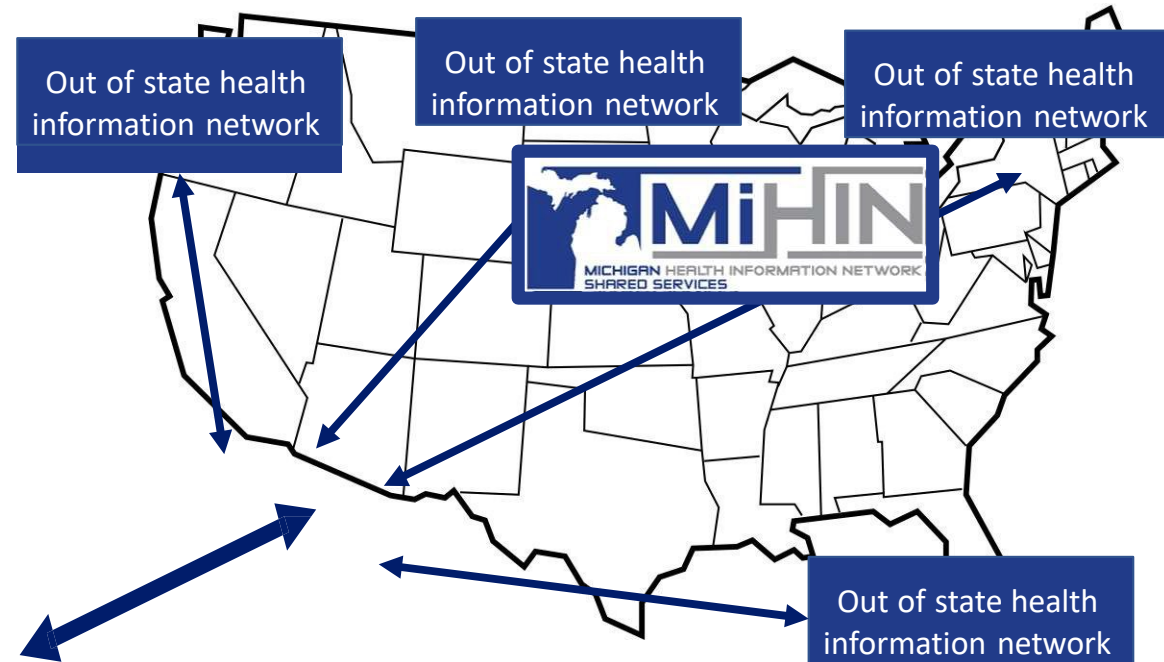 Out of state health
information network
Out of state health
information network
Out of state health
information network
MiHIN
MICHIGAN HEALTH INFORMATION NETWORK
SHARED SERVICES
Out of state health
information network